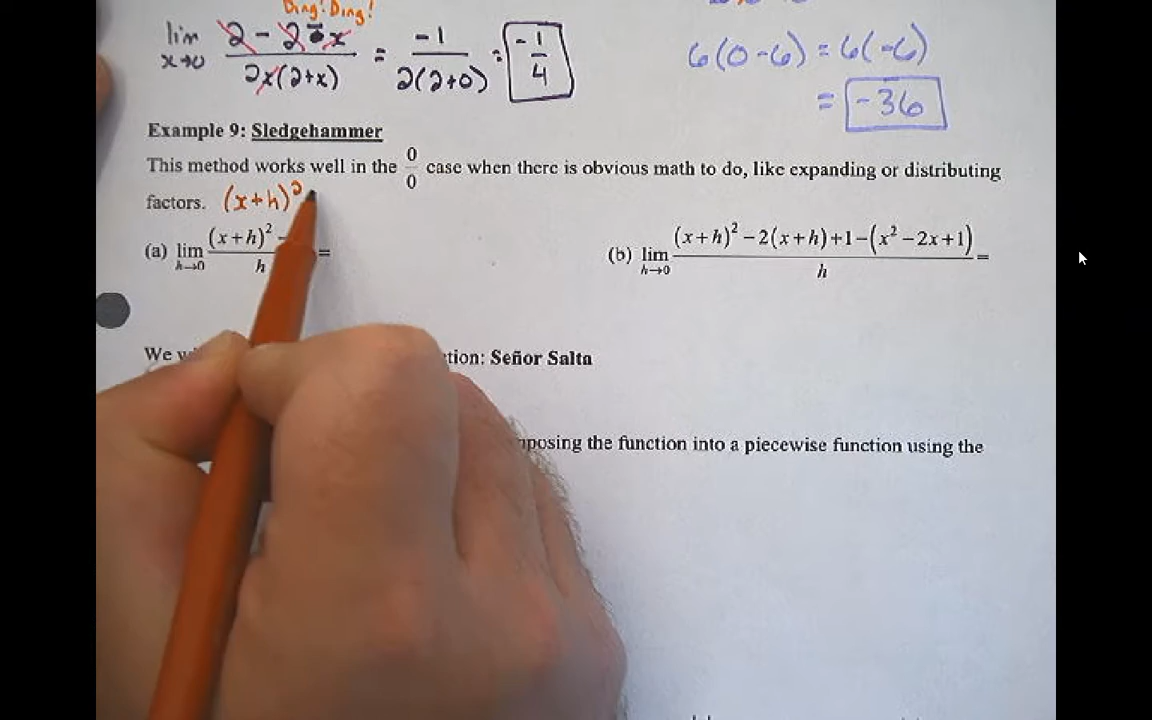 Ding! Ding!
lim x→0 2 - 2 - x / 2x(2+x) = -1 / 2(2+0) = -1/4
6(0-6) = 6(-6)
= -36
Example 9: Sledgehammer
This method works well in the 0/0 case when there is obvious math to do, like expanding or distributing
factors. (x+h)²
(a) lim h→0 (x+h)² - / h =
(b) lim h→0 (x+h)² - 2(x+h) + 1 - (x² - 2x + 1) / h =
We Señor Salta
the function into a piecewise function using the